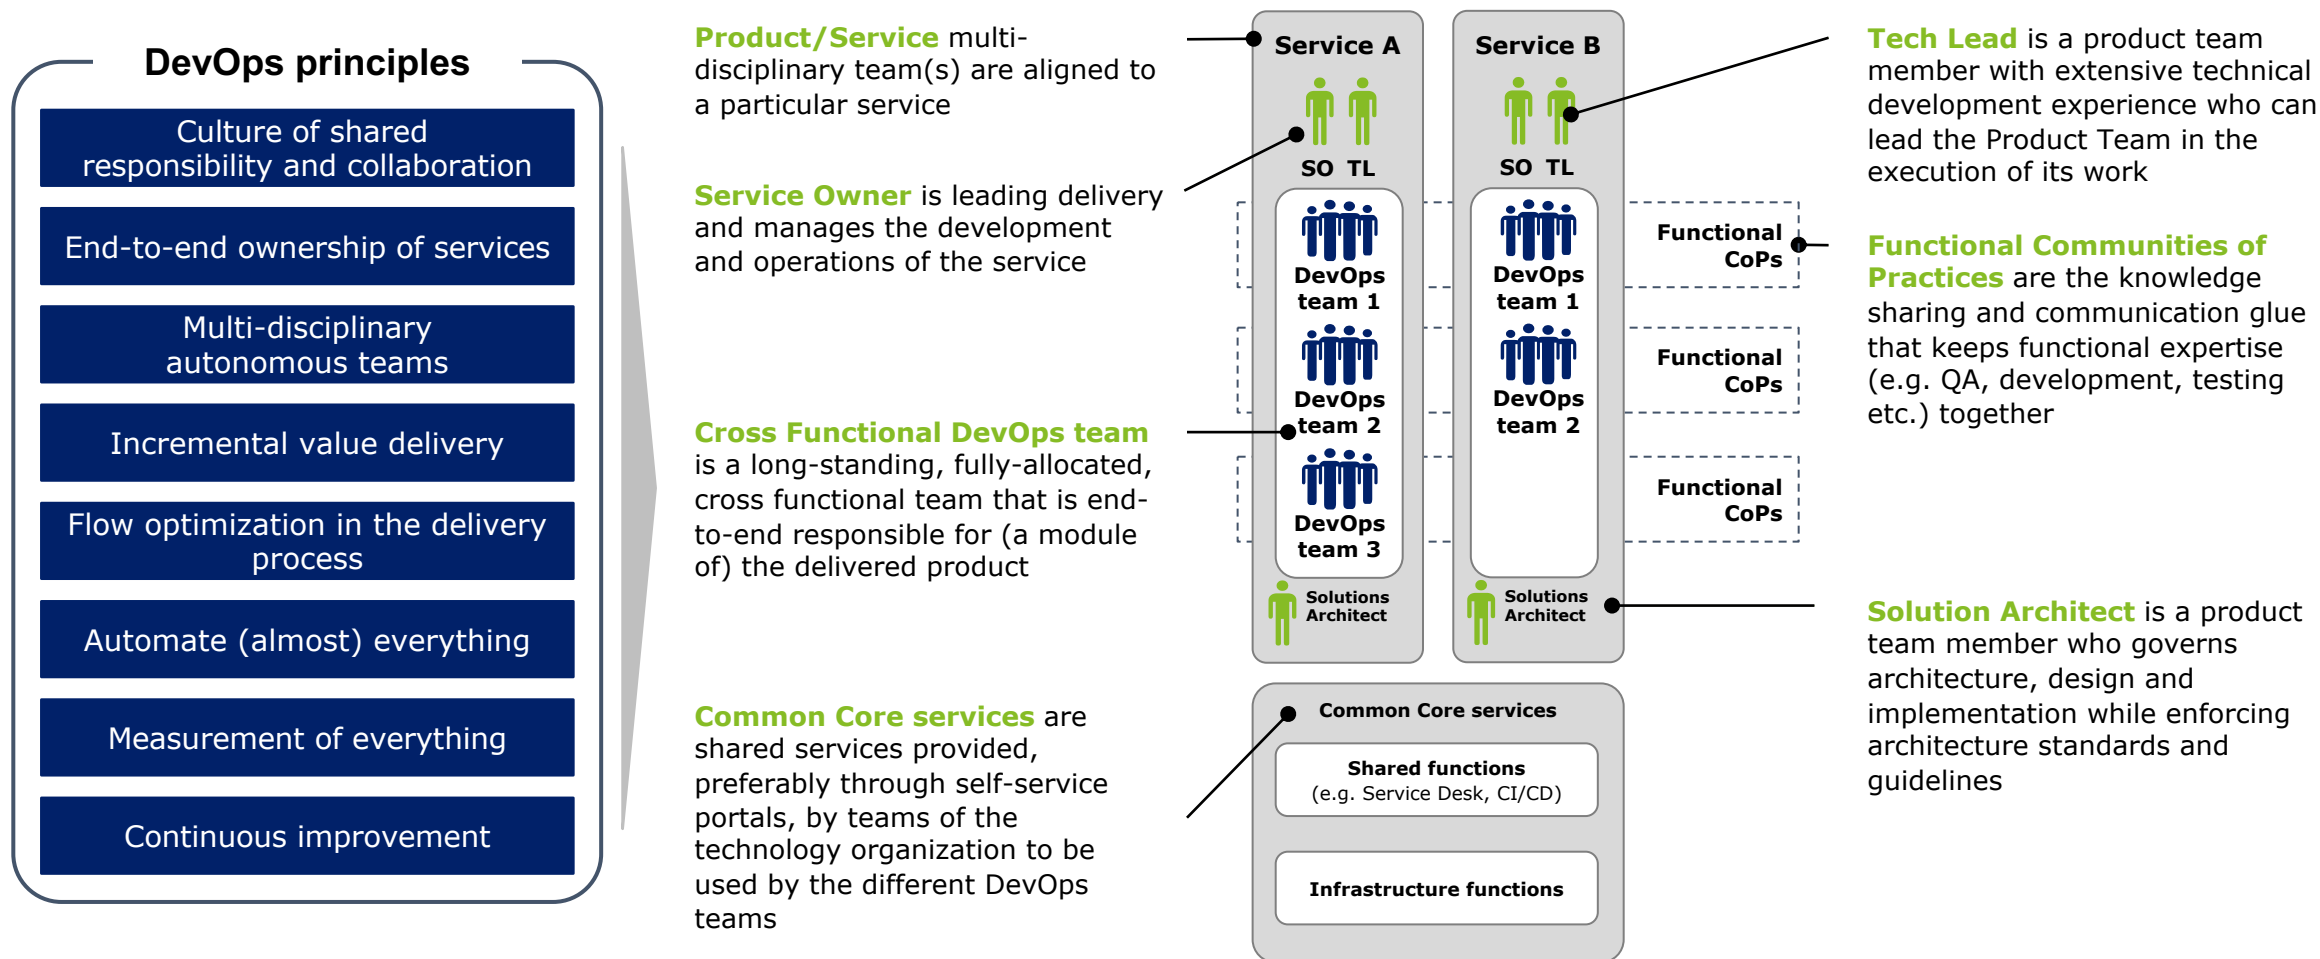 DevOps principles
Culture of shared
responsibility and collaboration
End-to-end ownership of services
Multi-disciplinary
autonomous teams
Incremental value delivery
Flow optimization in the delivery
process
Automate (almost) everything
Measurement of everything
Continuous improvement
Product/Service multi-
disciplinary team(s) are aligned to
a particular service
Service Owner is leading delivery
and manages the development
and operations of the service
Cross Functional DevOps team
is a long-standing, fully-allocated,
cross functional team that is end-
to-end responsible for (a module
of) the delivered product
Common Core services are
shared services provided,
preferably through self-service
portals, by teams of the
technology organization to be
used by the different DevOps
teams
Service A
SO TL
DevOps
team 1
DevOps
team 2
DevOps
team 3
Solutions
Architect
Service B
SO TL
DevOps
team 1
DevOps
team 2
Solutions
Architect
Functional
CoPs
Functional
CoPs
Functional
CoPs
Common Core services
Shared functions
(e.g. Service Desk, CI/CD)
Infrastructure functions
Tech Lead is a product team
member with extensive technical
development experience who can
lead the Product Team in the
execution of its work
Functional Communities of
Practices are the knowledge
sharing and communication glue
that keeps functional expertise
(e.g. QA, development, testing
etc.) together
Solution Architect is a product
team member who governs
architecture, design and
implementation while enforcing
architecture standards and
guidelines